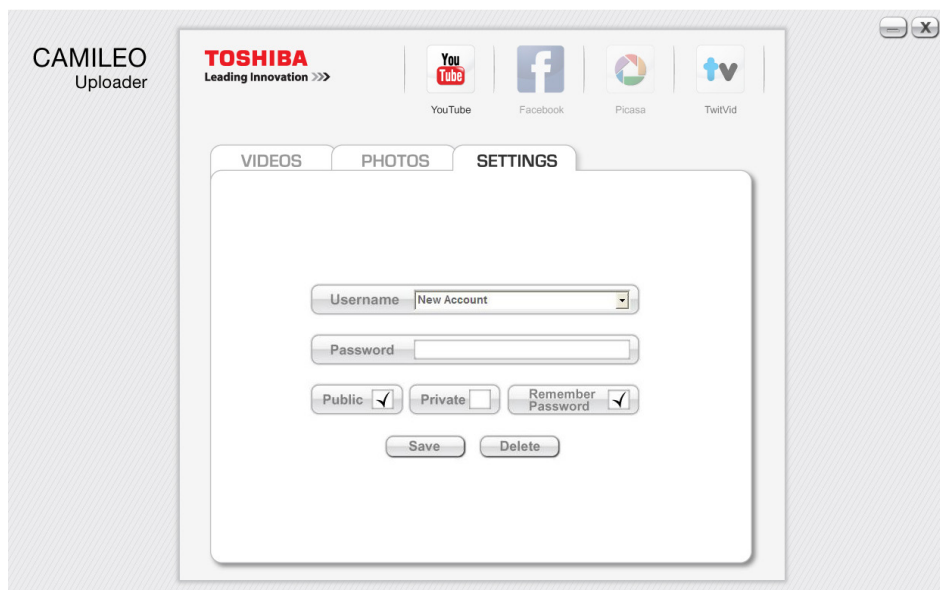 CAMILEO
Uploader
TOSHIBA
Leading Innovation >>>
You
Tube
f
tv
YouTube
Facebook
Picasa
TwitVid
VIDEOS
PHOTOS
SETTINGS
Username
New Account
Password
Public
Private
Remember
Password
Save
Delete
X